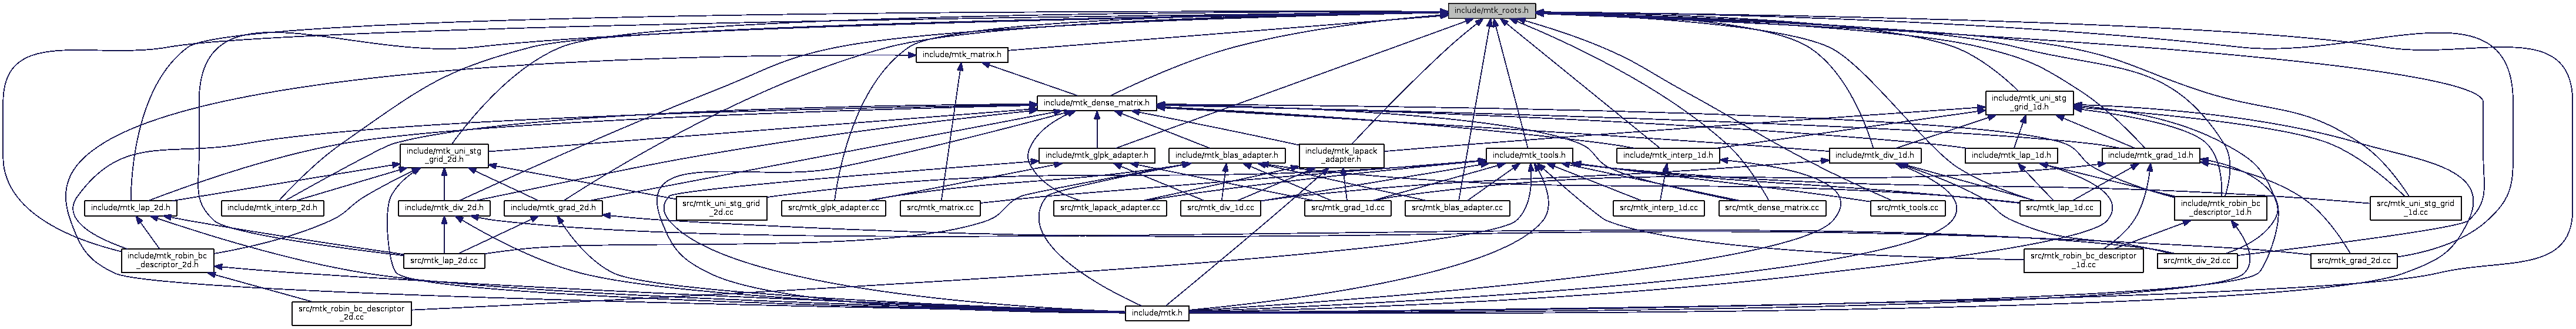 include/mtk_roots.h
include/mtk_matrix.h
include/mtk_dense_matrix.h
include/mtk_uni_stg
_grid_1d.h
include/mtk_uni_stg
_grid_2d.h
include/mtk_glpk_adapter.h
include/mtk_blas_adapter.h
include/mtk_lapack
_adapter.h
include/mtk_tools.h
include/mtk_interp_1d.h
include/mtk_div_1d.h
include/mtk_lap_1d.h
include/mtk_grad_1d.h
include/mtk_lap_2d.h
include/mtk_interp_2d.h
include/mtk_div_2d.h
include/mtk_grad_2d.h
src/mtk_uni_stg_grid
_2d.cc
src/mtk_glpk_adapter.cc
src/mtk_matrix.cc
src/mtk_lapack_adapter.cc
src/mtk_div_1d.cc
src/mtk_grad_1d.cc
src/mtk_blas_adapter.cc
src/mtk_interp_1d.cc
src/mtk_dense_matrix.cc
src/mtk_tools.cc
src/mtk_lap_1d.cc
include/mtk_robin_bc
_descriptor_1d.h
src/mtk_uni_stg_grid
_1d.cc
include/mtk_robin_bc
_descriptor_2d.h
src/mtk_lap_2d.cc
src/mtk_robin_bc_descriptor
_1d.cc
src/mtk_div_2d.cc
src/mtk_grad_2d.cc
src/mtk_robin_bc_descriptor
_2d.cc
include/mtk.h